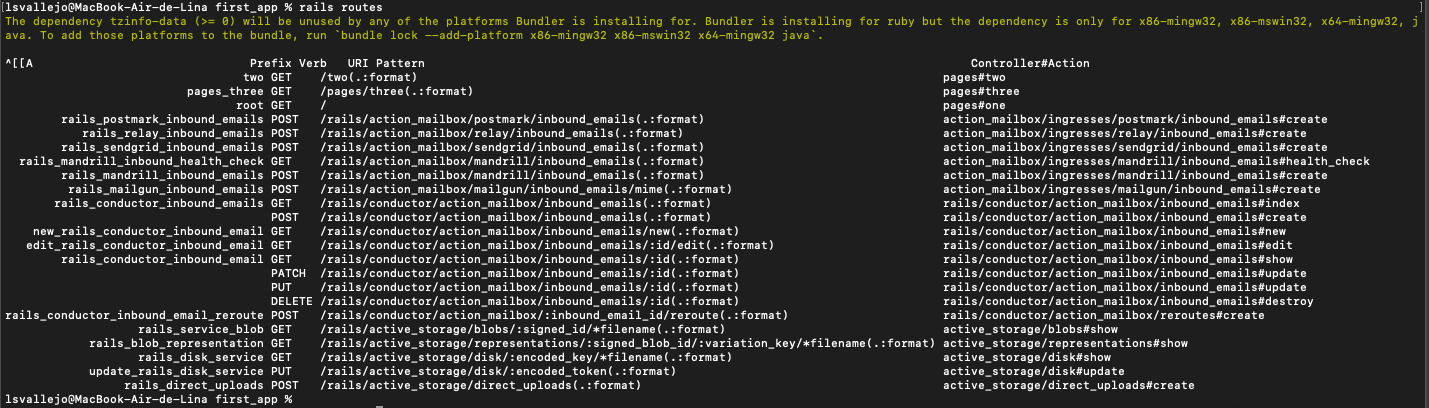 [lsvallejo@MacBook-Air-de-Lina first_app % rails routes ]
The dependency tzinfo-data (>= 0) will be unused by any of the platforms Bundler is installing for. Bundler is installing for ruby but the dependency is only for x86-mingw32, x86-mswin32, x64-mingw32, j
ava. To add those platforms to the bundle, run `bundle lock --add-platform x86-mingw32 x86-mswin32 x64-mingw32 java`.
^[[A Prefix Verb URI Pattern Controller#Action
two GET /two(.:format) pages#two
pages_three GET /pages/three(.:format) pages#three
root GET / pages#one
rails_postmark_inbound_emails POST /rails/action_mailbox/postmark/inbound_emails(.:format) action_mailbox/ingresses/postmark/inbound_emails#create
rails_relay_inbound_emails POST /rails/action_mailbox/relay/inbound_emails(.:format) action_mailbox/ingresses/relay/inbound_emails#create
rails_sendgrid_inbound_emails POST /rails/action_mailbox/sendgrid/inbound_emails(.:format) action_mailbox/ingresses/sendgrid/inbound_emails#create
rails_mandrill_inbound_health_check GET /rails/action_mailbox/mandrill/inbound_emails(.:format) action_mailbox/ingresses/mandrill/inbound_emails#health_check
rails_mandrill_inbound_emails POST /rails/action_mailbox/mandrill/inbound_emails(.:format) action_mailbox/ingresses/mandrill/inbound_emails#create
rails_mailgun_inbound_emails POST /rails/action_mailbox/mailgun/inbound_emails/mime(.:format) action_mailbox/ingresses/mailgun/inbound_emails#create
rails_conductor_inbound_emails GET /rails/conductor/action_mailbox/inbound_emails(.:format) rails/conductor/action_mailbox/inbound_emails#index
POST /rails/conductor/action_mailbox/inbound_emails(.:format) rails/conductor/action_mailbox/inbound_emails#create
new_rails_conductor_inbound_email GET /rails/conductor/action_mailbox/inbound_emails/new(.:format) rails/conductor/action_mailbox/inbound_emails#new
edit_rails_conductor_inbound_email GET /rails/conductor/action_mailbox/inbound_emails/:id/edit(.:format) rails/conductor/action_mailbox/inbound_emails#edit
rails_conductor_inbound_email GET /rails/conductor/action_mailbox/inbound_emails/:id(.:format) rails/conductor/action_mailbox/inbound_emails#show
PATCH /rails/conductor/action_mailbox/inbound_emails/:id(.:format) rails/conductor/action_mailbox/inbound_emails#update
PUT /rails/conductor/action_mailbox/inbound_emails/:id(.:format) rails/conductor/action_mailbox/inbound_emails#update
DELETE /rails/conductor/action_mailbox/inbound_emails/:id(.:format) rails/conductor/action_mailbox/inbound_emails#destroy
rails_conductor_inbound_email_reroute POST /rails/conductor/action_mailbox/:inbound_email_id/reroute(.:format) rails/conductor/action_mailbox/reroutes#create
rails_service_blob GET /rails/active_storage/blobs/:signed_id/*filename(.:format) active_storage/blobs#show
rails_blob_representation GET /rails/active_storage/representations/:signed_blob_id/:variation_key/*filename(.:format) active_storage/representations#show
rails_disk_service GET /rails/active_storage/disk/:encoded_key/*filename(.:format) active_storage/disk#show
update_rails_disk_service PUT /rails/active_storage/disk/:encoded_token(.:format) active_storage/disk#update
rails_direct_uploads POST /rails/active_storage/direct_uploads(.:format) active_storage/direct_uploads#create
lsvallejo@MacBook-Air-de-Lina first_app %